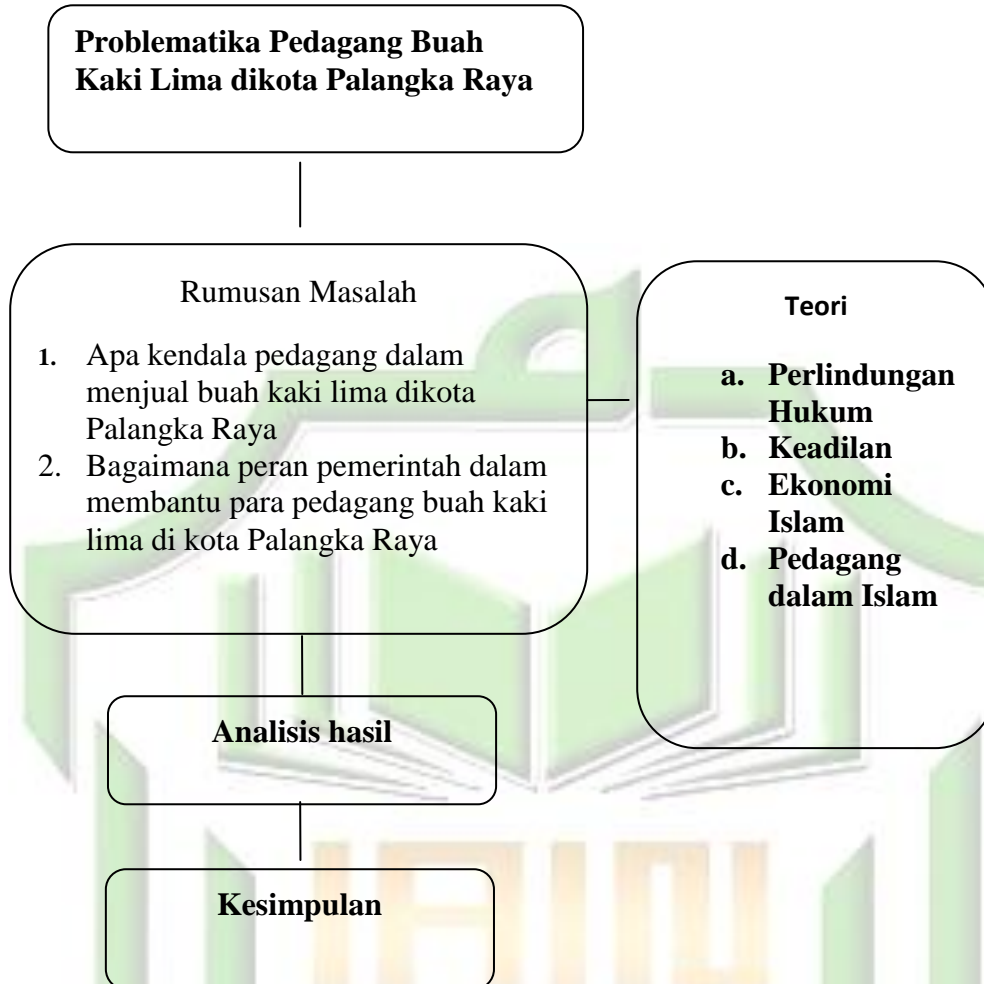 Problematika Pedagang Buah
Kaki Lima dikota Palangka Raya
Rumusan Masalah
1. Apa kendala pedagang dalam
menjual buah kaki lima dikota
Palangka Raya
2. Bagaimana peran pemerintah dalam
membantu para pedagang buah kaki
lima di kota Palangka Raya
Teori
a. Perlindungan
Hukum
b. Keadilan
c. Ekonomi
Islam
d. Pedagang
dalam Islam
Analisis hasil
Kesimpulan